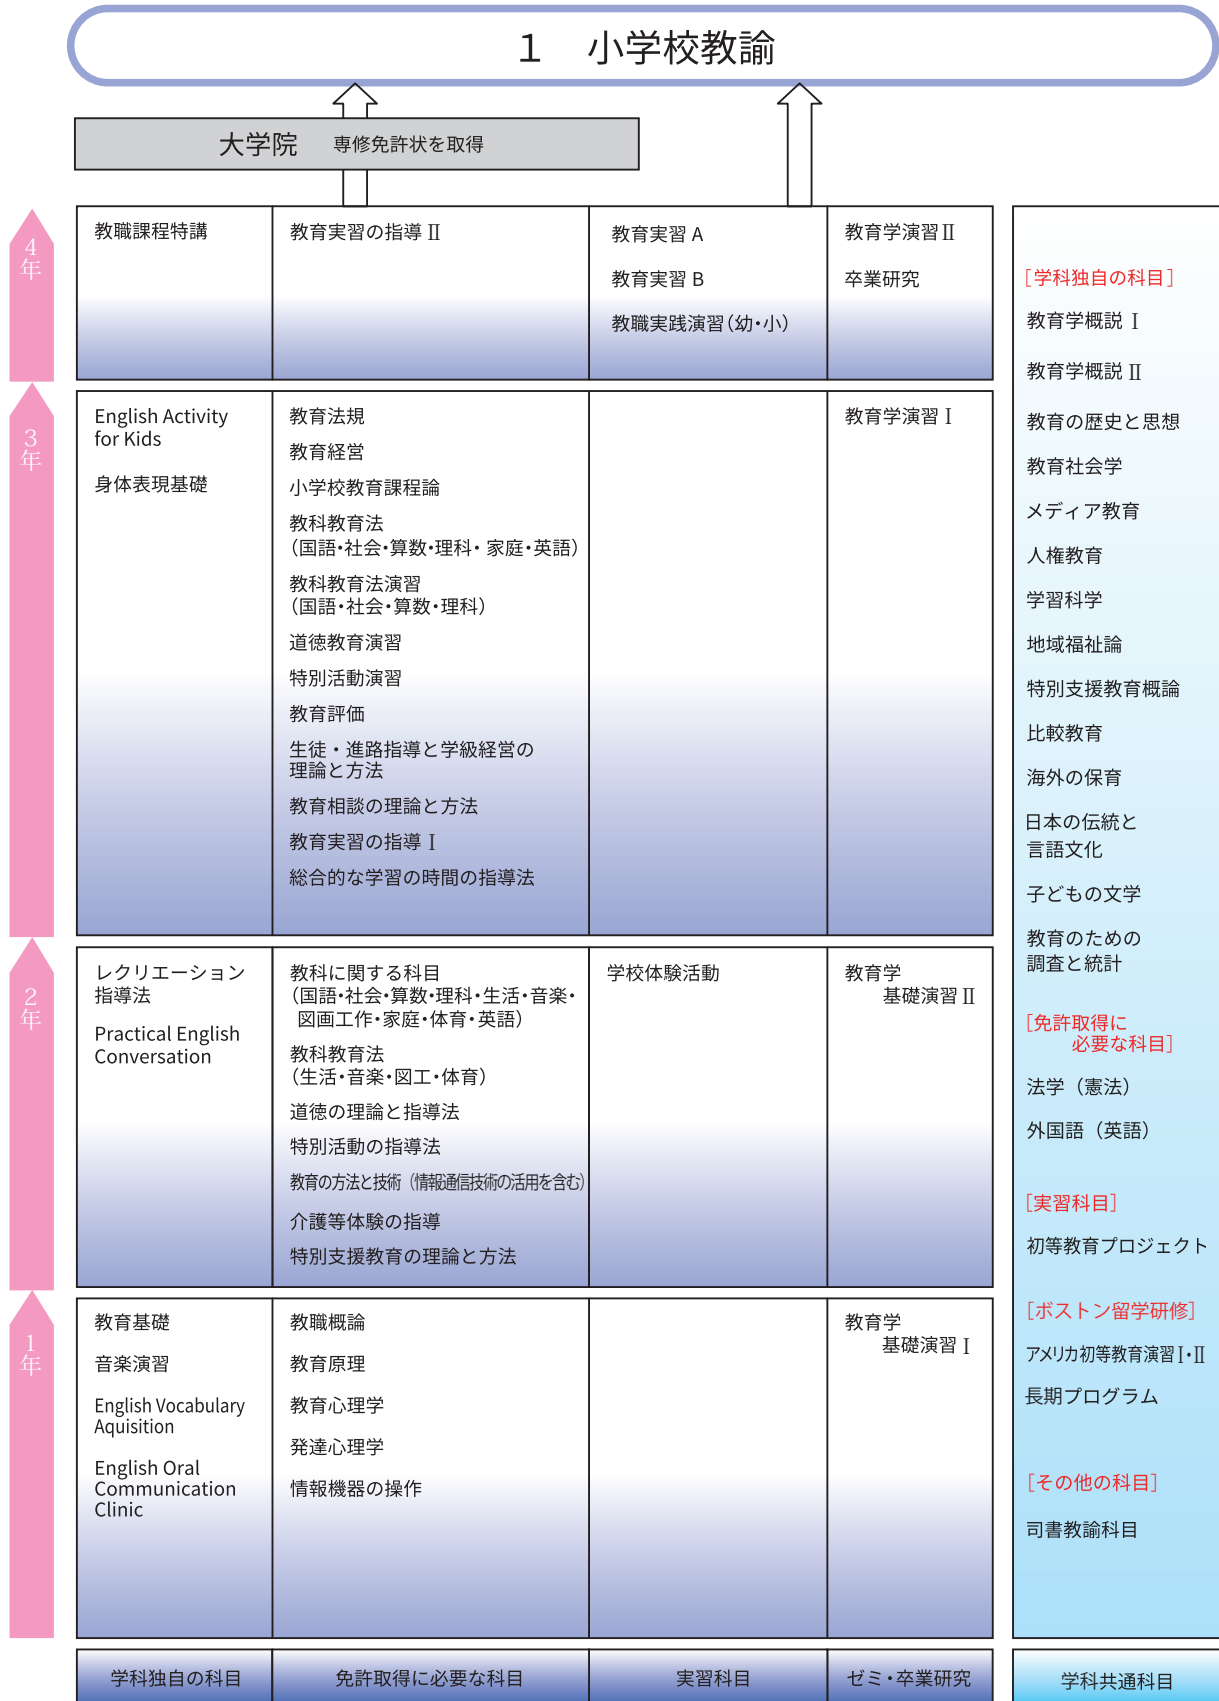 1 小学校教諭
大学院 専修免許状を取得
4年
教職課程特講
教育実習の指導Ⅱ
教育実習 A
教育実習 B
教職実践演習(幼・小)
教育学演習Ⅱ
卒業研究
3年
English Activity
for Kids
身体表現基礎
教育法規
教育経営
小学校教育課程論
教科教育法
(国語・社会・算数・理科・家庭・英語)
教科教育法演習
(国語・社会・算数・理科)
道徳教育演習
特別活動演習
教育評価
生徒・進路指導と学級経営の
理論と方法
教育相談の理論と方法
教育実習の指導Ⅰ
総合的な学習の時間の指導法
教育学演習Ⅰ
2年
レクリエーション
指導法
Practical English
Conversation
教科に関する科目
(国語・社会・算数・理科・生活・音楽・
図画工作・家庭・体育・英語)
教科教育法
(生活・音楽・図工・体育)
道徳の理論と指導法
特別活動の指導法
教育の方法と技術(情報通信技術の活用を含む)
介護等体験の指導
特別支援教育の理論と方法
学校体験活動
教育学
基礎演習Ⅱ
1年
教育基礎
音楽演習
English Vocabulary
Aquisition
English Oral
Communication
Clinic
教職概論
教育原理
教育心理学
発達心理学
情報機器の操作
教育学
基礎演習Ⅰ
学科独自の科目
免許取得に必要な科目
実習科目
ゼミ・卒業研究
[学科独自の科目]
教育学概説Ⅰ
教育学概説Ⅱ
教育の歴史と思想
教育社会学
メディア教育
人権教育
学習科学
地域福祉論
特別支援教育概論
比較教育
海外の保育
日本の伝統と
言語文化
子どもの文学
教育のための
調査と統計
[免許取得に
必要な科目]
法学(憲法)
外国語(英語)
[実習科目]
初等教育プロジェクト
[ボストン留学研修]
アメリカ初等教育演習Ⅰ・Ⅱ
長期プログラム
[その他の科目]
司書教諭科目
学科共通科目